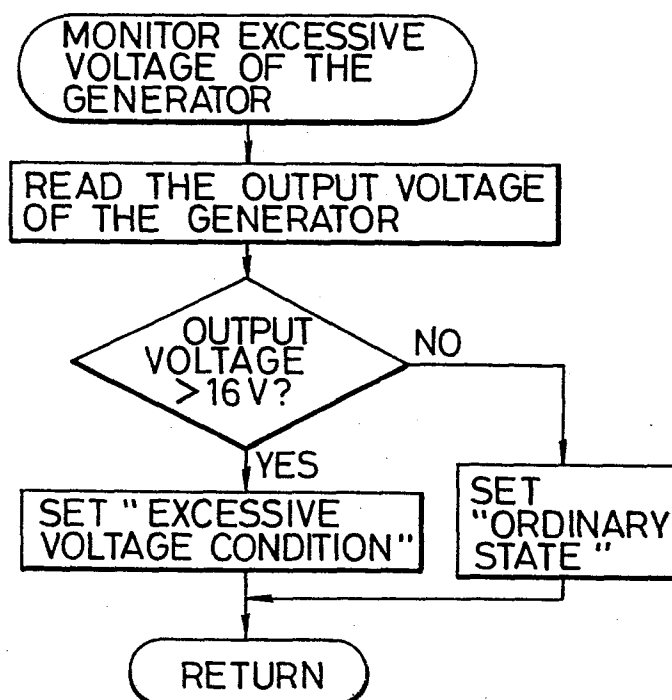 MONITOR EXCESSIVE
VOLTAGE OF THE
GENERATOR
READ THE OUTPUT VOLTAGE
OF THE GENERATOR
OUTPUT
VOLTAGE
>16V?
NO
YES
SET "EXCESSIVE
VOLTAGE CONDITION"
SET
"ORDINARY
STATE"
RETURN